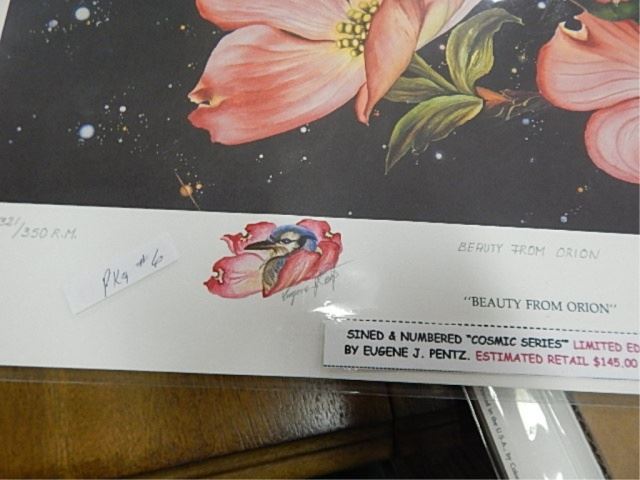 321/350 R.M.
BEAUTY FROM ORION
PKG #6
"BEAUTY FROM ORION"
SINED & NUMBERED "COSMIC SERIES" LIMITED ED
BY EUGENE J. PENTZ. ESTIMATED RETAIL $145.00